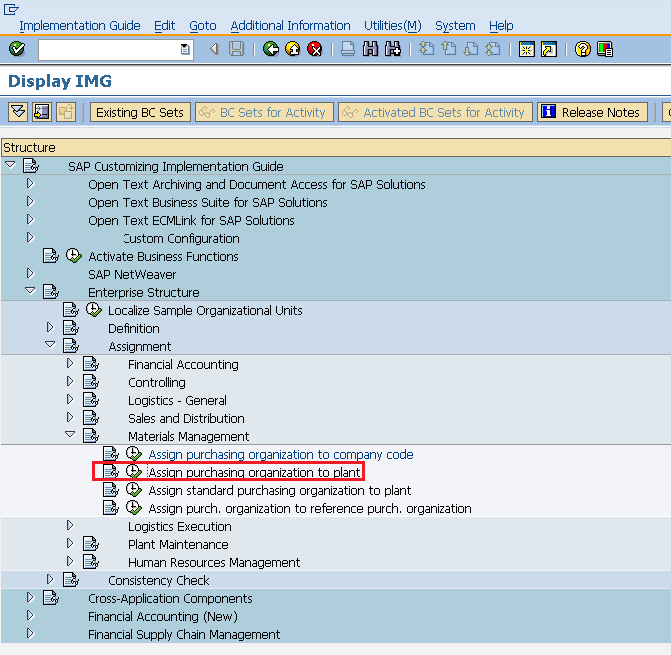 Implementation Guide Edit Goto Additional Information Utilities(M) System Help
Display IMG
Existing BC Sets BC Sets for Activity Activated BC Sets for Activity i Release Notes
Structure
SAP Customizing Implementation Guide
Open Text Archiving and Document Access for SAP Solutions
Open Text Business Suite for SAP Solutions
Open Text ECMLink for SAP Solutions
Custom Configuration
Activate Business Functions
SAP NetWeaver
Enterprise Structure
Localize Sample Organizational Units
Definition
Assignment
Financial Accounting
Controlling
Logistics - General
Sales and Distribution
Materials Management
Assign purchasing organization to company code
Assign purchasing organization to plant
Assign standard purchasing organization to plant
Assign purch. organization to reference purch. organization
Logistics Execution
Plant Maintenance
Human Resources Management
Consistency Check
Cross-Application Components
Financial Accounting (New)
Financial Supply Chain Management